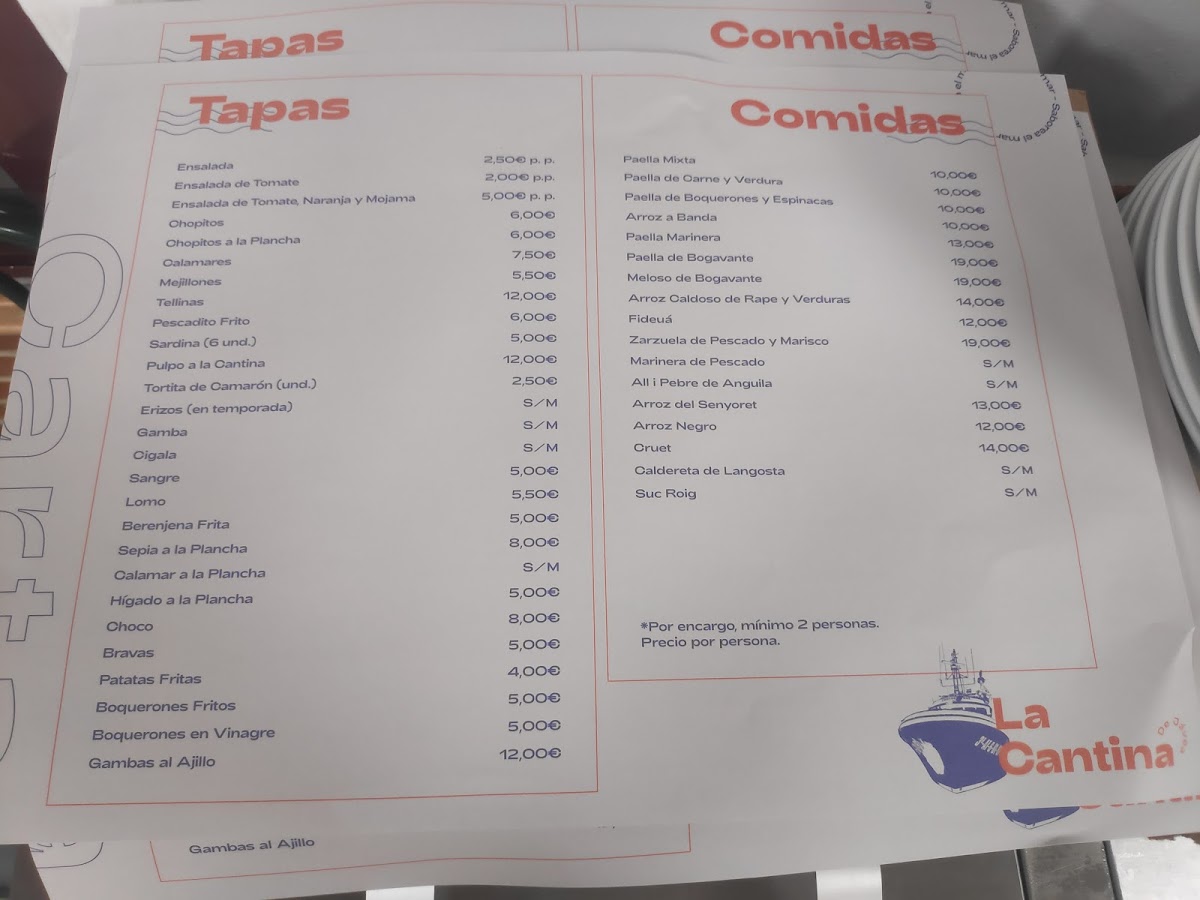 Tapas
Comidas
Tapas
Ensalada 2,50€ p. p.
Ensalada de Tomate 2,00€ p.p.
Ensalada de Tomate, Naranja y Mojama 5,00€ p. p.
Chopitos 6,00€
Chopitos a la Plancha 6,00€
Calamares 7,50€
Mejillones 5,50€
Tellinas 12,00€
Pescadito Frito 6,00€
Sardina (6 und.) 5,00€
Pulpo a la Cantina 12,00€
Tortita de Camarón (und.) 2,50€
Erizos (en temporada) S/M
Gamba S/M
Cigala S/M
Sangre 5,00€
Lomo 5,50€
Berenjena Frita 5,00€
Sepia a la Plancha 8,00€
Calamar a la Plancha S/M
Hígado a la Plancha 5,00€
Choco 8,00€
Bravas 5,00€
Patatas Fritas 4,00€
Boquerones Fritos 5,00€
Boquerones en Vinagre 5,00€
Gambas al Ajillo 12,00€
Comidas
Paella Mixta 10,00€
Paella de Carne y Verdura 10,00€
Paella de Boquerones y Espinacas 10,00€
Arroz a Banda 10,00€
Paella Marinera 13,00€
Paella de Bogavante 19,00€
Meloso de Bogavante 19,00€
Arroz Caldoso de Rape y Verduras 14,00€
Fideuá 12,00€
Zarzuela de Pescado y Marisco 19,00€
Marinera de Pescado S/M
All i Pebre de Anguila S/M
Arroz del Senyoret 13,00€
Arroz Negro 12,00€
Cruet 14,00€
Caldereta de Langosta S/M
Suc Roig S/M
*Por encargo, mínimo 2 personas.
Precio por persona.
La
Cantina
mar - Saborea el mar
Gambas al Ajillo